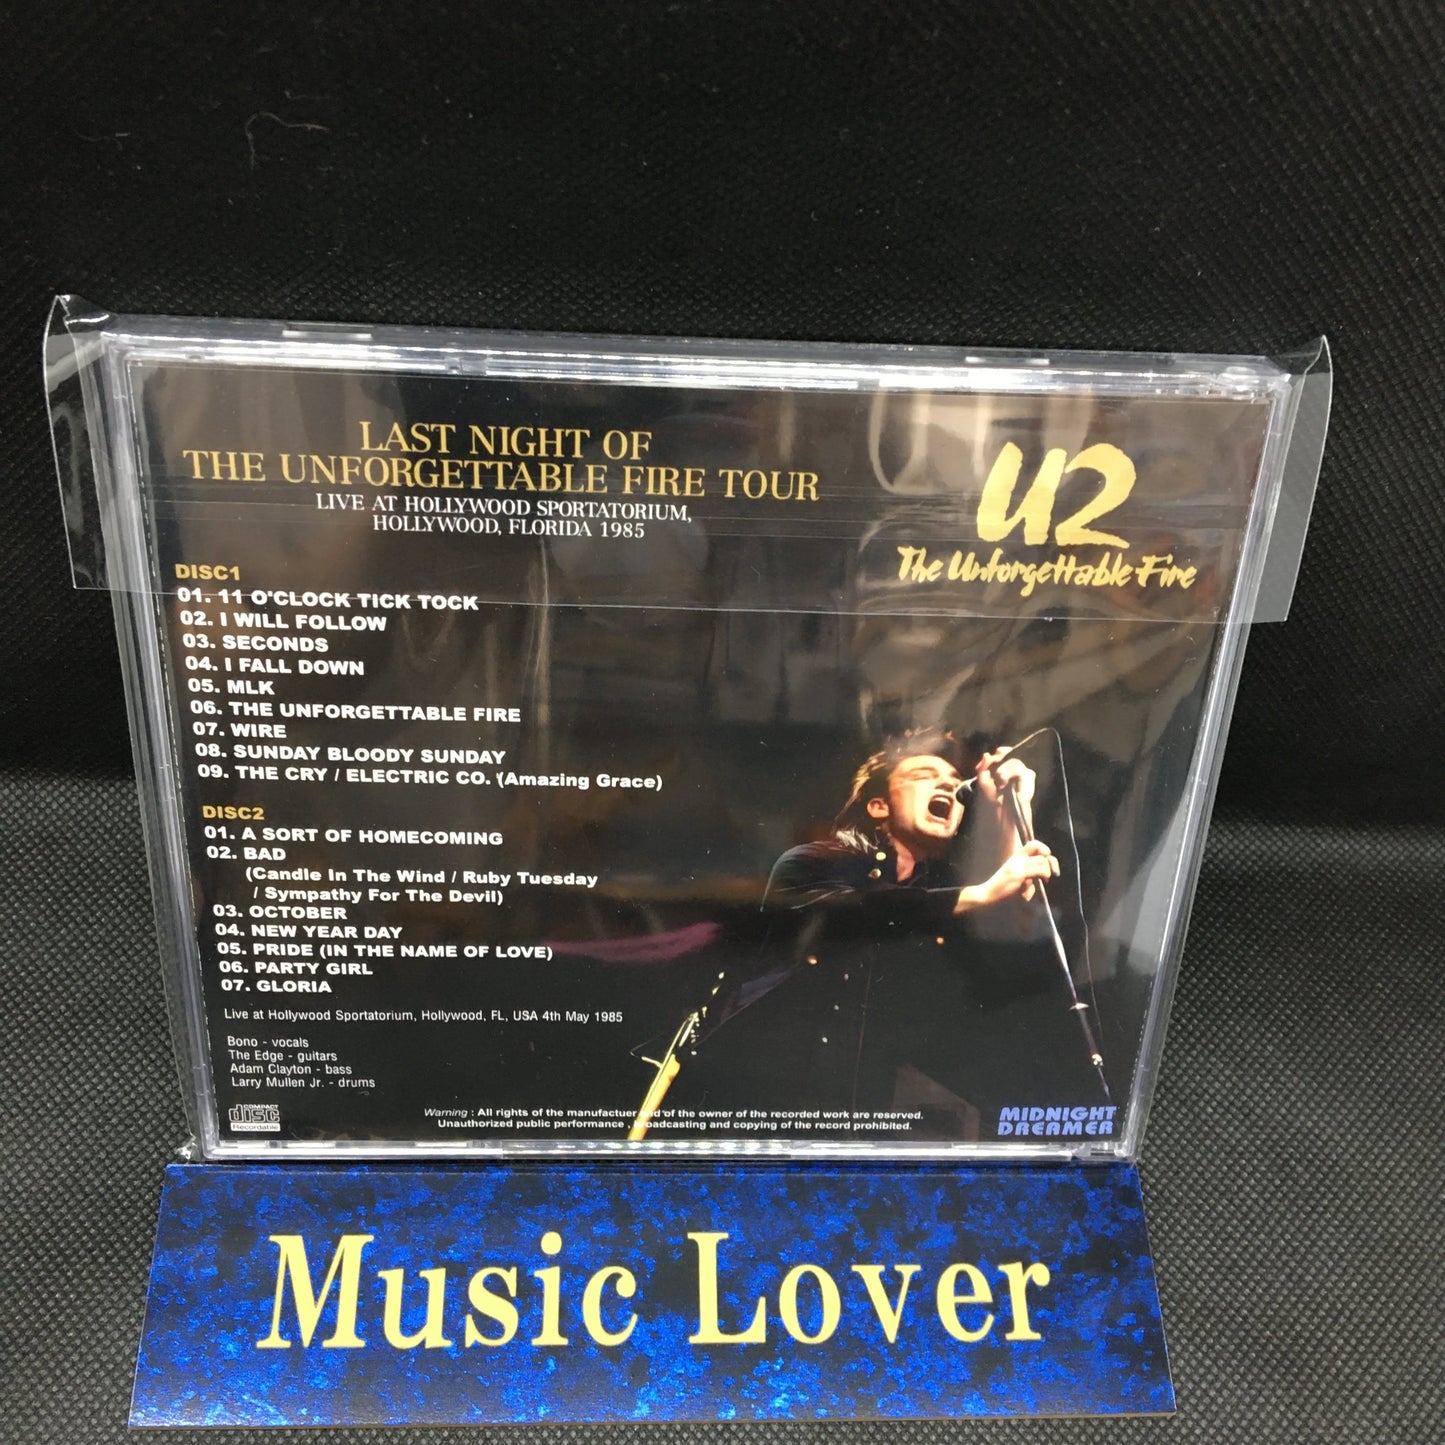 LAST NIGHT OF
THE UNFORGETTABLE FIRE TOUR
LIVE AT HOLLYWOOD SPORTATORIUM,
HOLLYWOOD, FLORIDA 1985
U2
The Unforgettable Fire
DISC1
01. 11 O'CLOCK TICK TOCK
02. I WILL FOLLOW
03. SECONDS
04. I FALL DOWN
05. MLK
06. THE UNFORGETTABLE FIRE
07. WIRE
08. SUNDAY BLOODY SUNDAY
09. THE CRY / ELECTRIC CO. (Amazing Grace)
DISC2
01. A SORT OF HOMECOMING
02. BAD
(Candle In The Wind / Ruby Tuesday
/ Sympathy For The Devil)
03. OCTOBER
04. NEW YEAR DAY
05. PRIDE (IN THE NAME OF LOVE)
06. PARTY GIRL
07. GLORIA
Live at Hollywood Sportatorium, Hollywood, FL, USA 4th May 1985
Bono - vocals
The Edge - guitars
Adam Clayton - bass
Larry Mullen Jr. - drums
COMPACT
disc
Recordable
Warning : All rights of the manufactuer and of the owner of the recorded work are reserved.
Unauthorized public performance , broadcasting and copying of the record prohibited.
MIDNIGHT
DREAMER
Music Lover